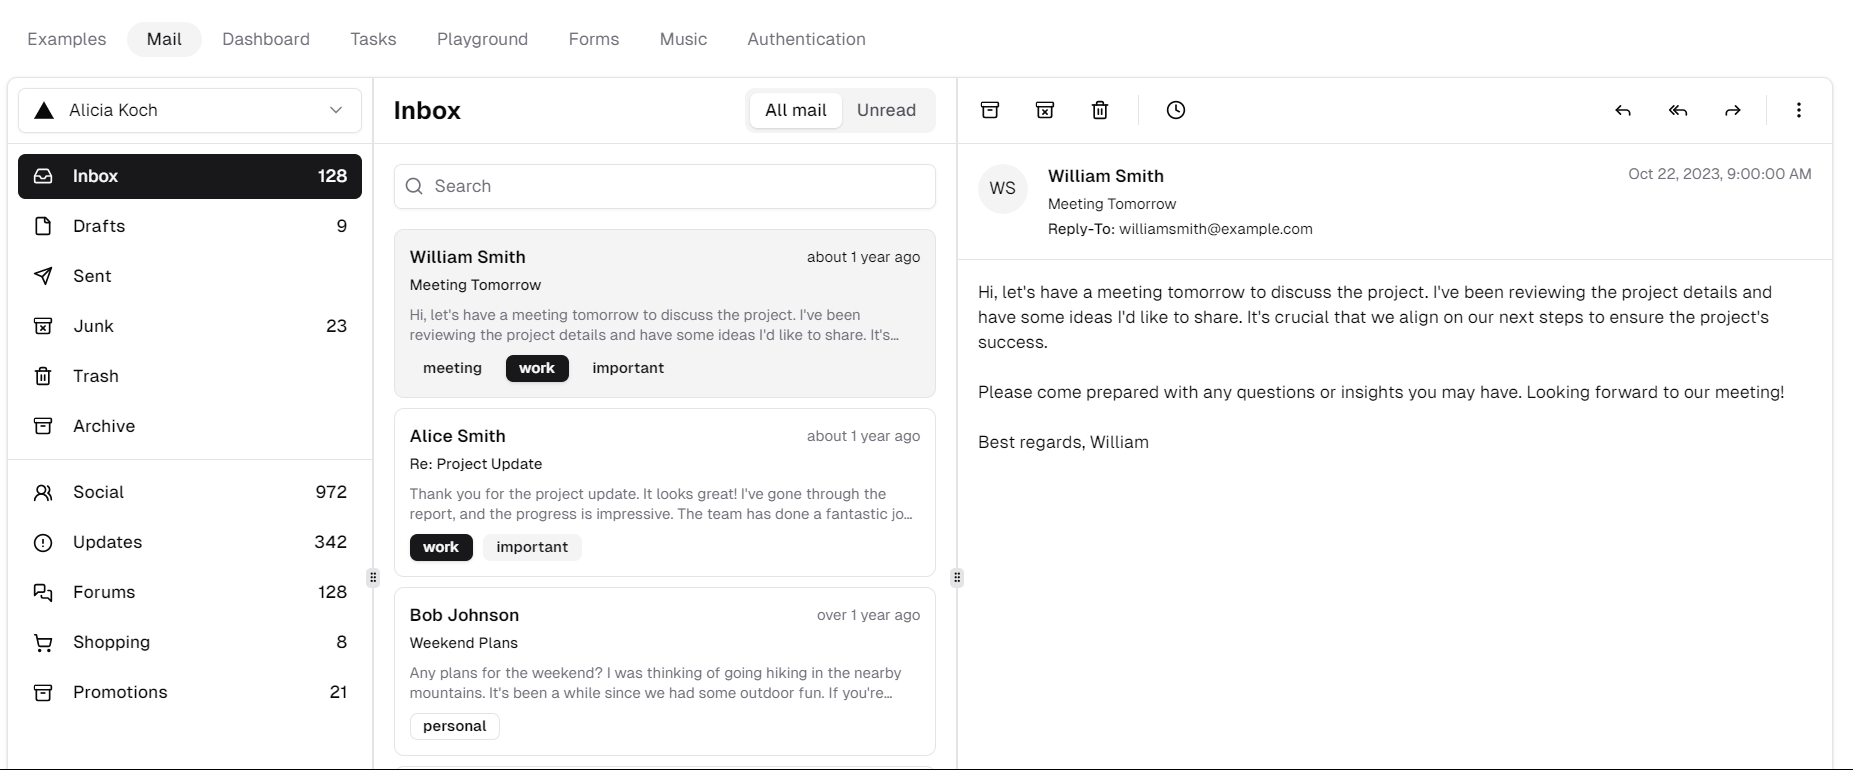 Examples Mail Dashboard Tasks Playground Forms Music Authentication
Alicia Koch
Inbox 128
Drafts 9
Sent
Junk 23
Trash
Archive
Social 972
Updates 342
Forums 128
Shopping 8
Promotions 21
Inbox All mail Unread
Search
William Smith about 1 year ago
Meeting Tomorrow
Hi, let's have a meeting tomorrow to discuss the project. I've been
reviewing the project details and have some ideas I'd like to share. It's…
meeting work important
Alice Smith about 1 year ago
Re: Project Update
Thank you for the project update. It looks great! I've gone through the
report, and the progress is impressive. The team has done a fantastic jo…
work important
Bob Johnson over 1 year ago
Weekend Plans
Any plans for the weekend? I was thinking of going hiking in the nearby
mountains. It's been a while since we had some outdoor fun. If you're…
personal
WS
William Smith Oct 22, 2023, 9:00:00 AM
Meeting Tomorrow
Reply-To: williamsmith@example.com
Hi, let's have a meeting tomorrow to discuss the project. I've been reviewing the project details and
have some ideas I'd like to share. It's crucial that we align on our next steps to ensure the project's
success.
Please come prepared with any questions or insights you may have. Looking forward to our meeting!
Best regards, William